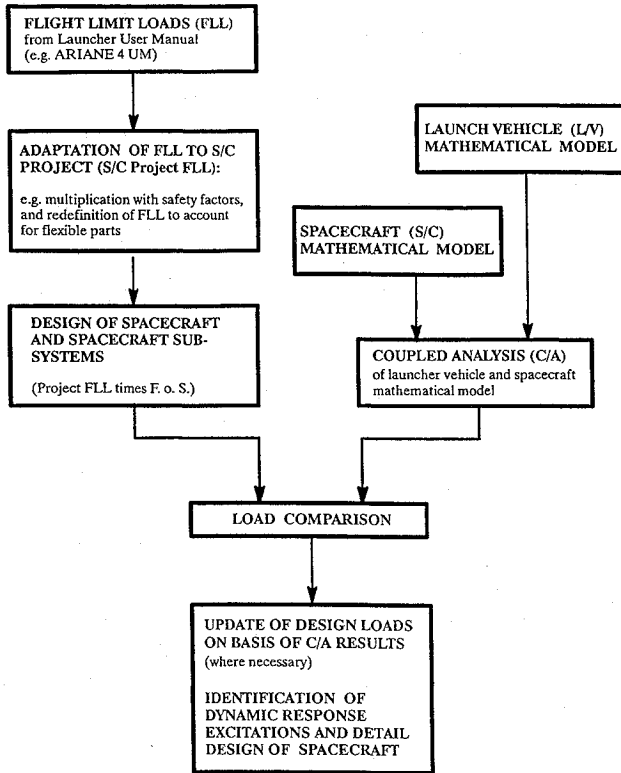 FLIGHT LIMIT LOADS (FLL)
from Launcher User Manual
(e.g. ARIANE 4 UM)
ADAPTATION OF FLL TO S/C
PROJECT (S/C Project FLL):
e.g. multiplication with safety factors,
and redefinition of FLL to account
for flexible parts
DESIGN OF SPACECRAFT
AND SPACECRAFT SUB-
SYSTEMS
(Project FLL times F. o. S.)
LAUNCH VEHICLE (L/V)
MATHEMATICAL MODEL
SPACECRAFT (S/C)
MATHEMATICAL MODEL
COUPLED ANALYSIS (C/A)
of launcher vehicle and spacecraft
mathematical model
LOAD COMPARISON
UPDATE OF DESIGN LOADS
ON BASIS OF C/A RESULTS
(where necessary)
IDENTIFICATION OF
DYNAMIC RESPONSE
EXCITATIONS AND DETAIL
DESIGN OF SPACECRAFT